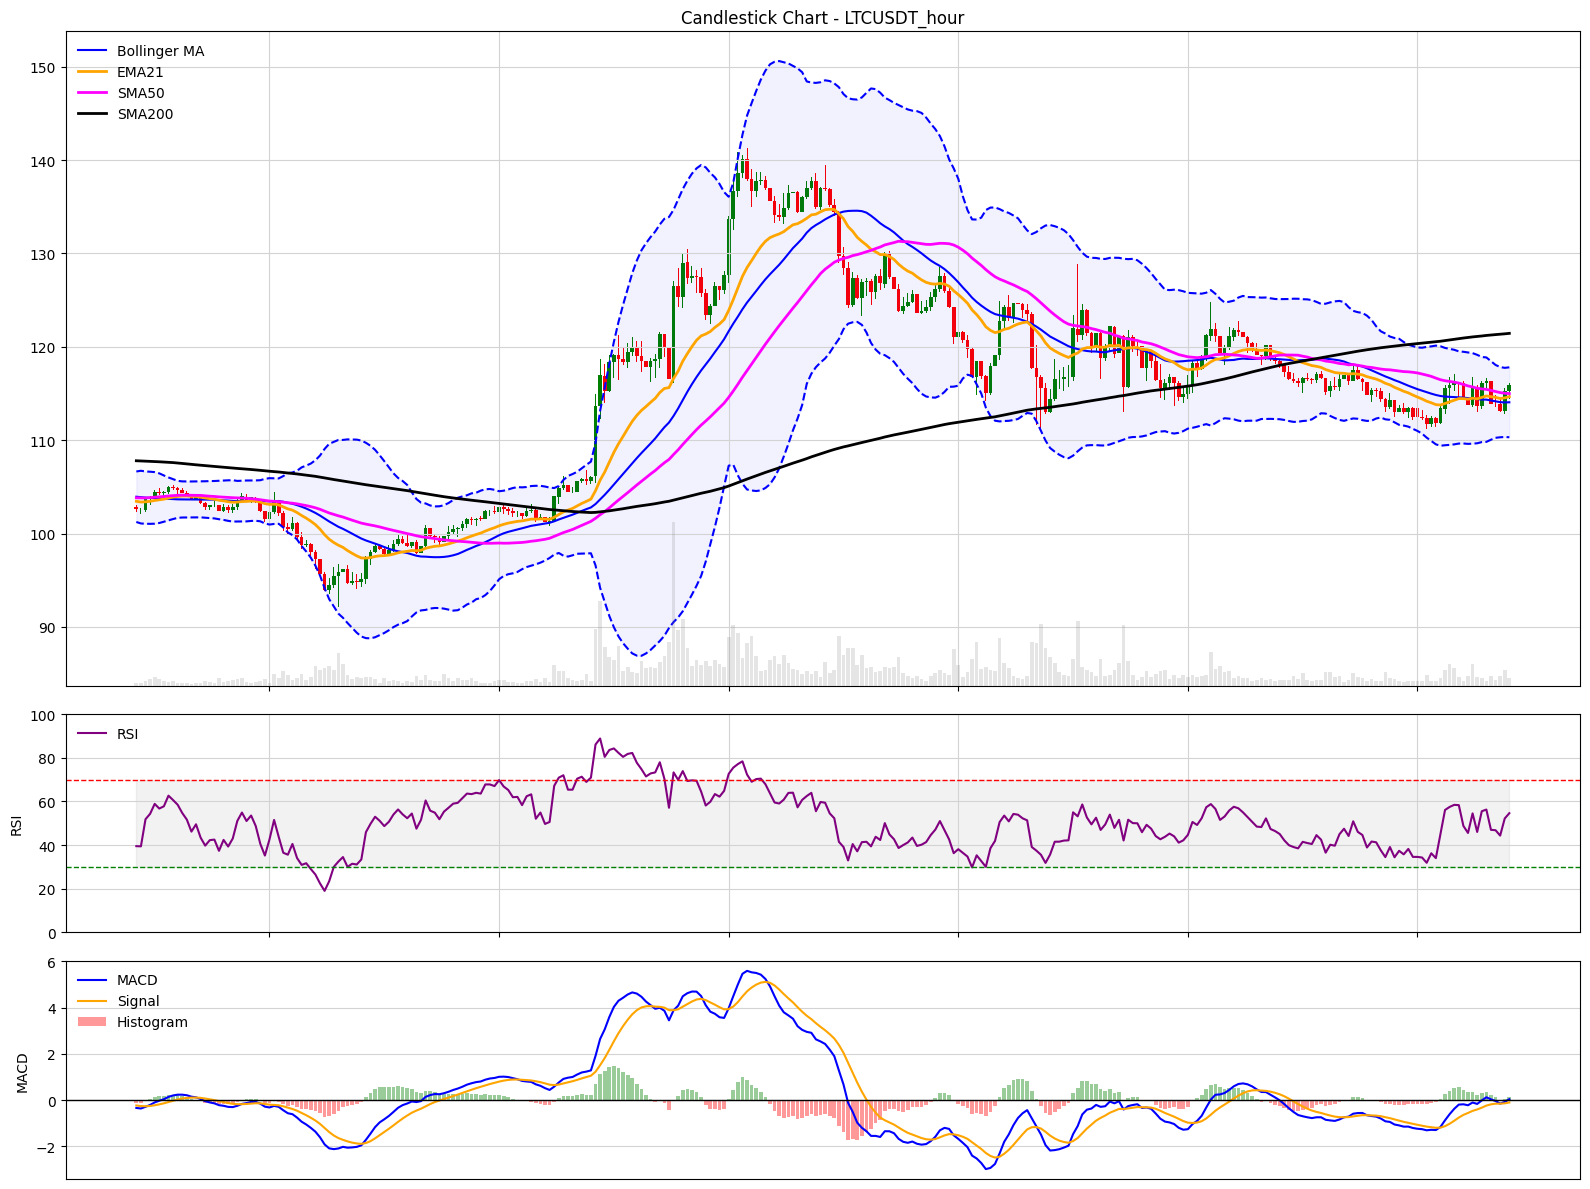 Candlestick Chart - LTCUSDT_hour
Bollinger MA
EMA21
SMA50
SMA200
150
140
130
120
110
100
90
RSI
100
80
60
40
20
0
RSI
MACD
Signal
Histogram
6
4
2
0
−2
MACD